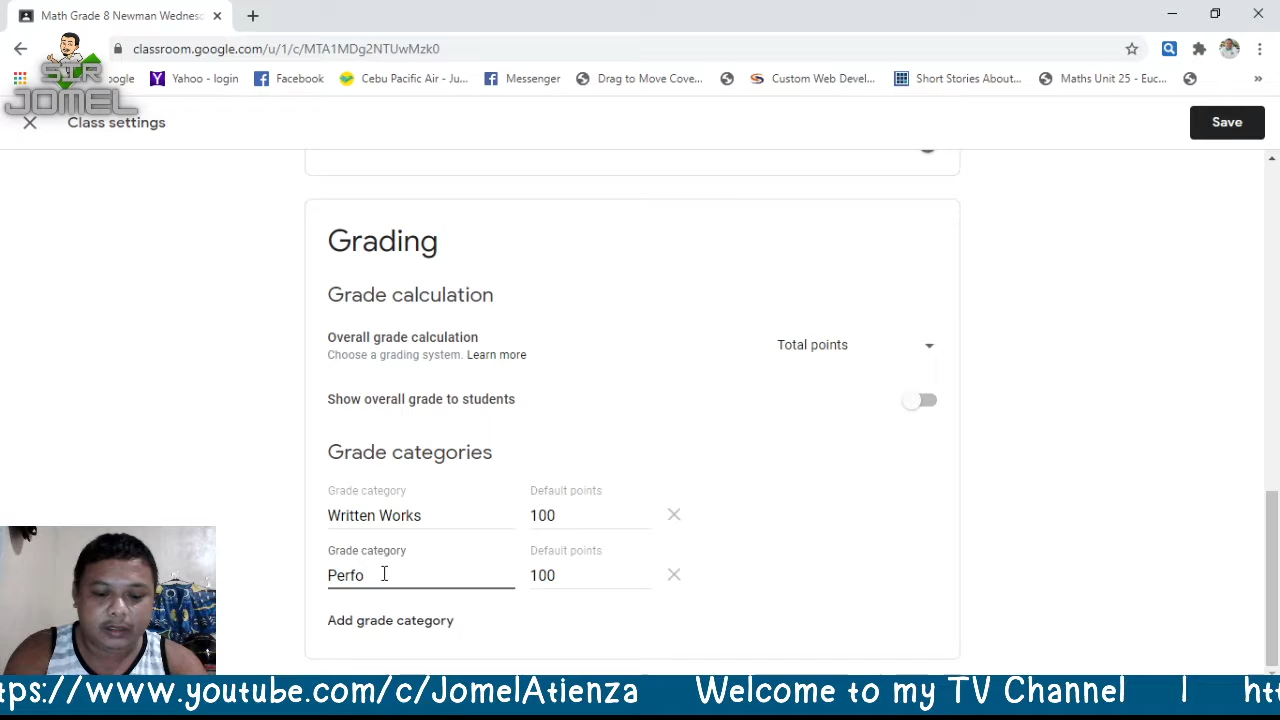 Math Grade 8 Newman Wednesc
classroom.google.com/u/1/c/MTA1MDg2NTUwMzk0
oogle
Yahoo - login
Facebook
Cebu Pacific Air - Ju...
Messenger
Drag to Move Cove...
Custom Web Devel...
Short Stories About...
Maths Unit 25 - Euc...
SIR
JOMEL
Class settings
Save
Grading
Grade calculation
Overall grade calculation
Total points
Choose a grading system. Learn more
Show overall grade to students
Grade categories
Grade category
Default points
Written Works
100
Grade category
Default points
Perfo
100
Add grade category
tps://www.youtube.com/c/JomelAtienza Welcome to my TV Channel | ht